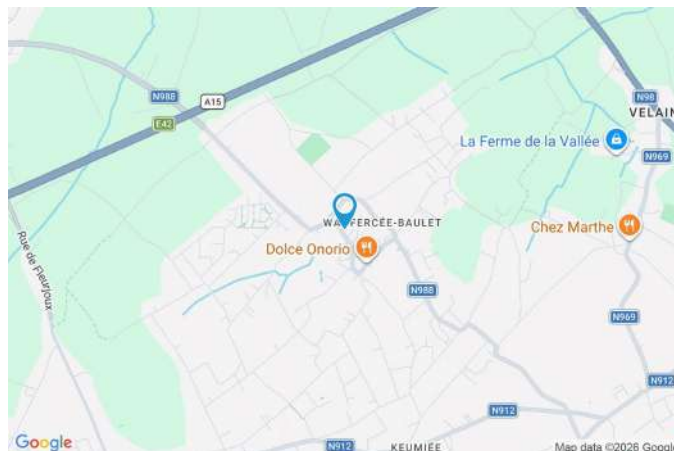 N988
A15
E42
N98
VELAIN
La Ferme de la Vallée
N969
WA FERCÉE-BAULET
Dolce Onorio
Chez Marthe
Rue de Fleurjoux
N988
N969
N912
N912
N912
KEUMIÉE
Google
Map data ©2026 Google